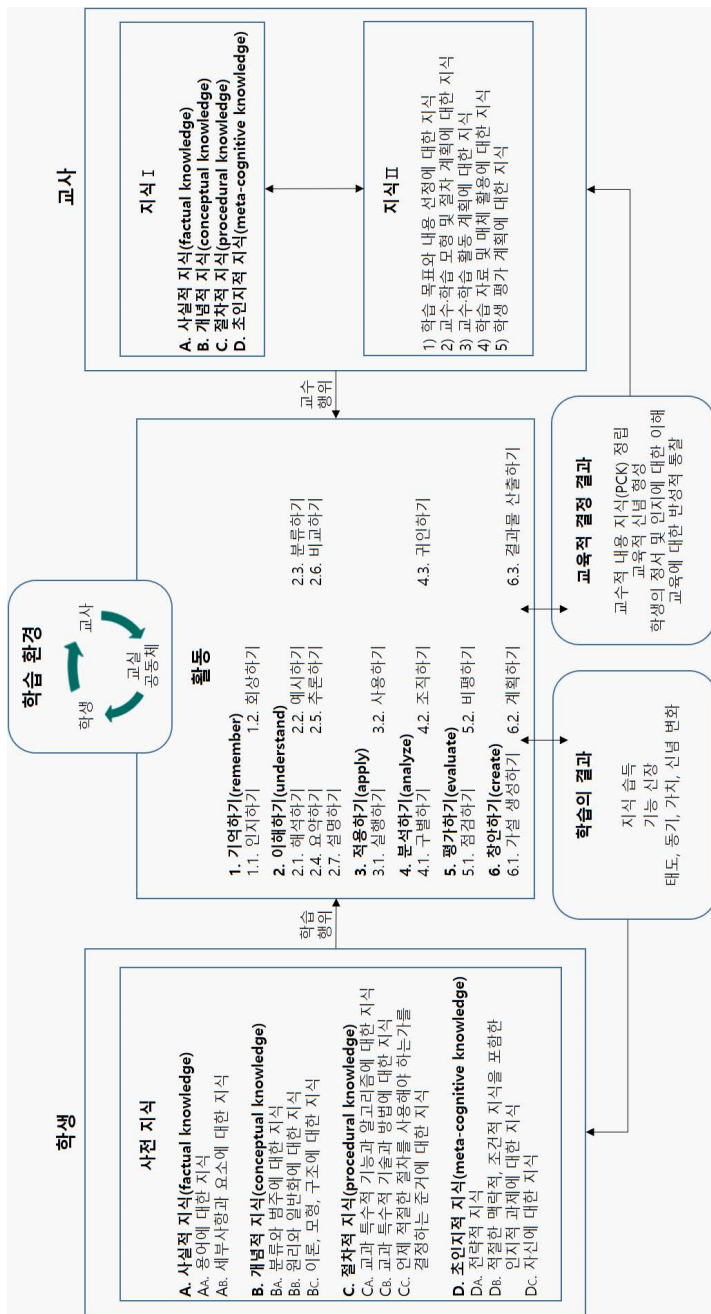 학습 환경
학생
교사
교실
공동체
학생
사전 지식
A. 사실적 지식(factual knowledge)
AA. 용어에 대한 지식
AB. 세부사항과 요소에 대한 지식
B. 개념적 지식(conceptual knowledge)
BA. 분류와 범주에 대한 지식
BB. 원리와 일반화에 대한 지식
BC. 이론, 모형, 구조에 대한 지식
C. 절차적 지식(procedural knowledge)
CA. 교과 특수적 기능과 알고리즘에 대한 지식
CB. 교과 특수적 기술과 방법에 대한 지식
CC. 언제 적절한 절차를 사용해야 하는가를
결정하는 준거에 대한 지식
D. 초인지적 지식(meta-cognitive knowledge)
DA. 전략적 지식
DB. 적절한 맥락적, 조건적 지식을 포함한
인지적 과제에 대한 지식
DC. 자신에 대한 지식
학습
행위
활동
1. 기억하기(remember)
1.1. 인지하기 1.2. 회상하기
2. 이해하기(understand)
2.1. 해석하기 2.2. 예시하기 2.3. 분류하기
2.4. 요약하기 2.5. 추론하기 2.6. 비교하기
2.7. 설명하기
3. 적용하기(apply)
3.1. 실행하기 3.2. 사용하기
4. 분석하기(analyze)
4.1. 구별하기 4.2. 조직하기 4.3. 귀인하기
5. 평가하기(evaluate)
5.1. 점검하기 5.2. 비평하기
6. 창안하기(create)
6.1. 가설 생성하기 6.2. 계획하기 6.3. 결과물 산출하기
교수
행위
교사
지식Ⅰ
A. 사실적 지식(factual knowledge)
B. 개념적 지식(conceptual knowledge)
C. 절차적 지식(procedural knowledge)
D. 초인지적 지식(meta-cognitive knowledge)
지식Ⅱ
1) 학습 목표와 내용 선정에 대한 지식
2) 교수·학습 모형 및 절차 계획에 대한 지식
3) 교수·학습 활동 계획에 대한 지식
4) 학습 자료 및 매체 활용에 대한 지식
5) 학생 평가 계획에 대한 지식
학습의 결과
지식 습득
기능 신장
태도, 동기, 가치, 신념 변화
교육적 결정 결과
교수적 내용 지식(PCK) 정립
교육적 신념 형성
학생의 정서 및 인지에 대한 이해
교육에 대한 반성적 통찰